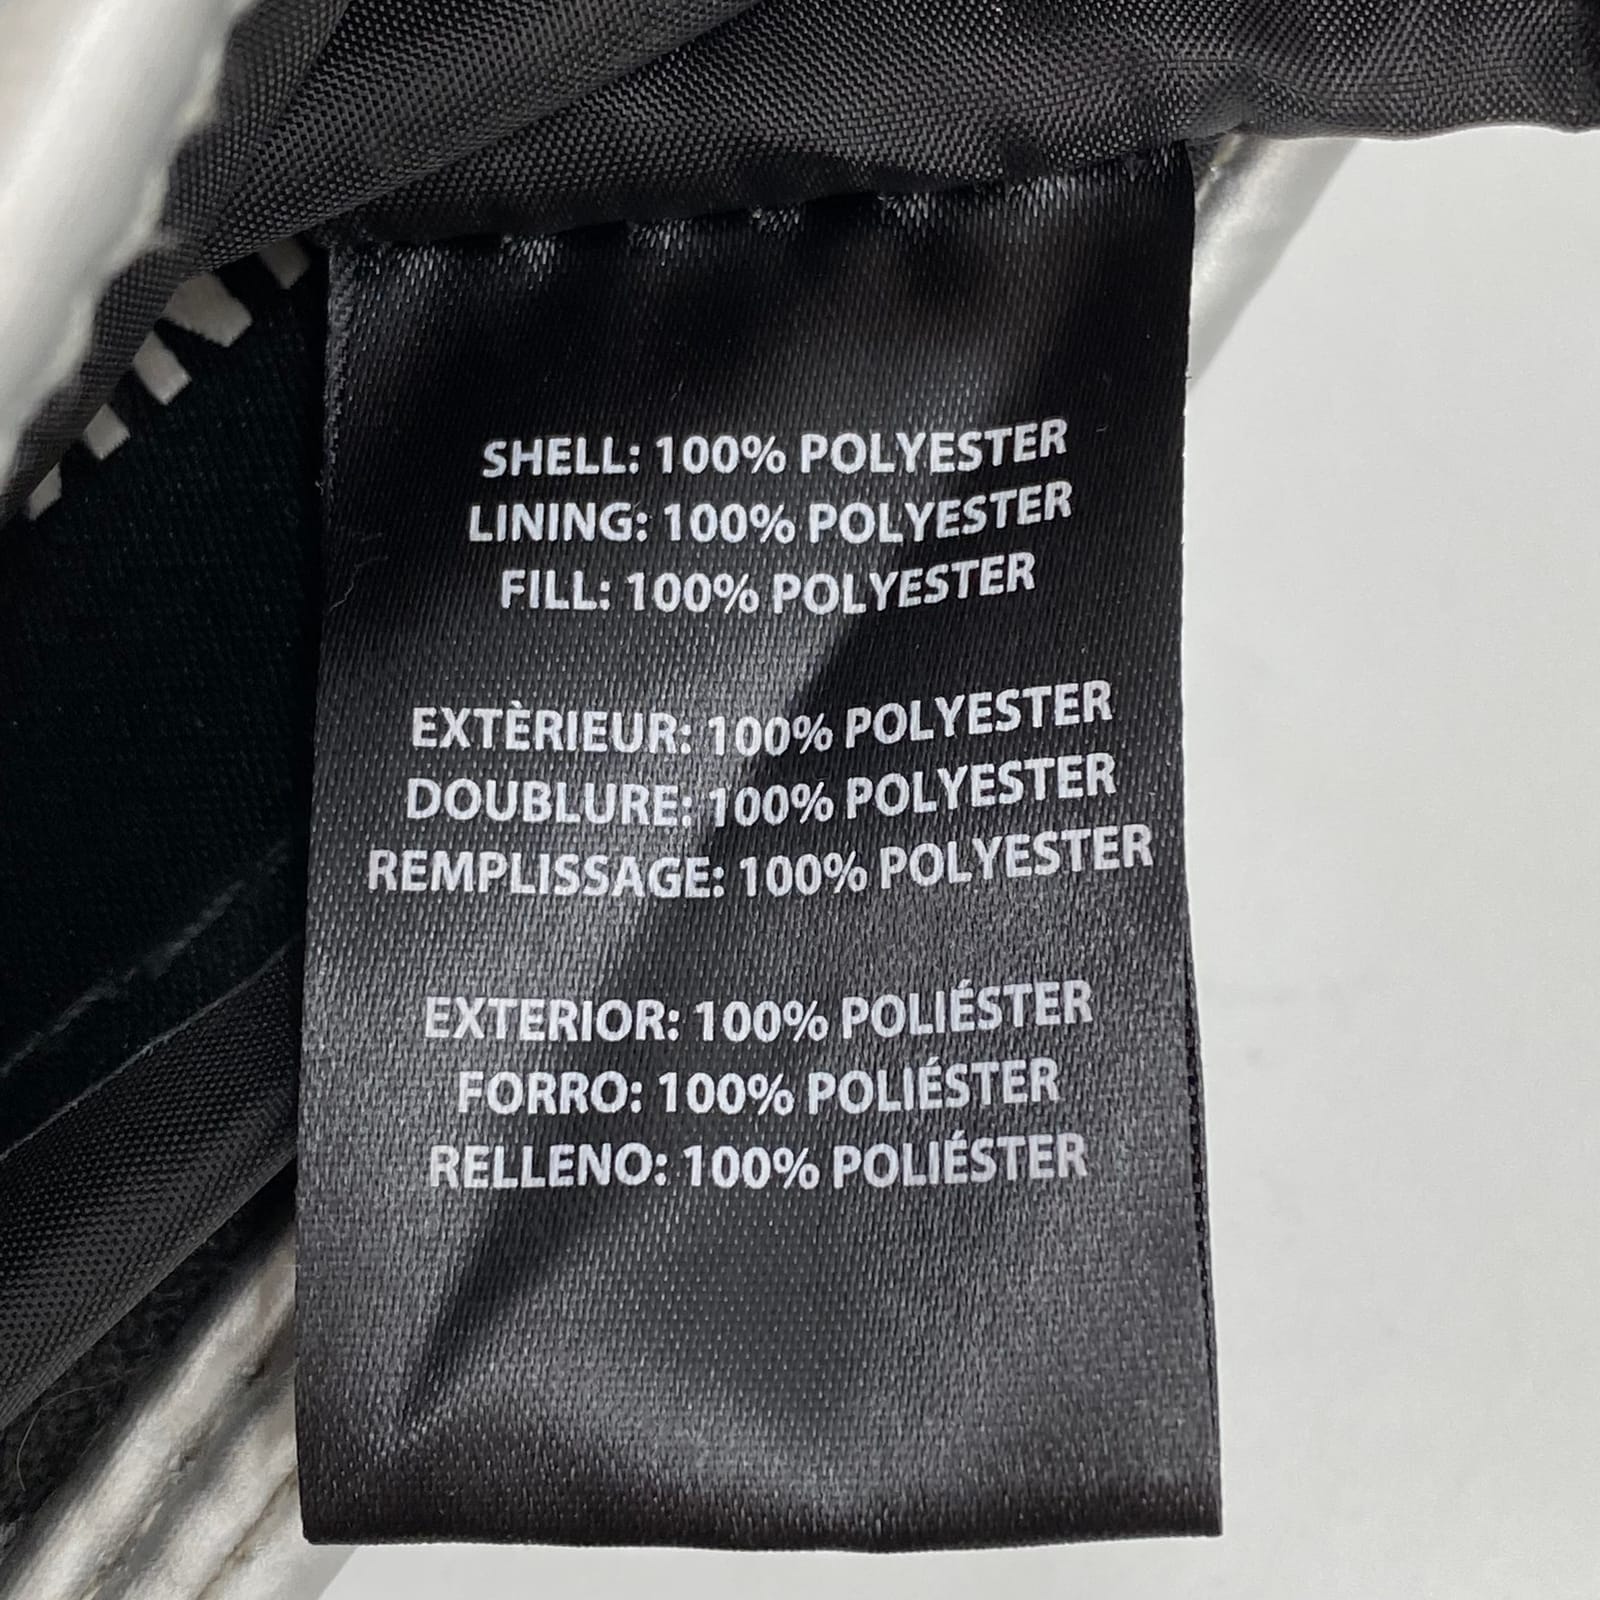 SHELL: 100% POLYESTER
LINING: 100% POLYESTER
FILL: 100% POLYESTER
EXTÈRIEUR: 100% POLYESTER
DOUBLURE: 100% POLYESTER
REMPLISSAGE: 100% POLYESTER
EXTERIOR: 100% POLIÉSTER
FORRO: 100% POLIÉSTER
RELLENO: 100% POLIÉSTER